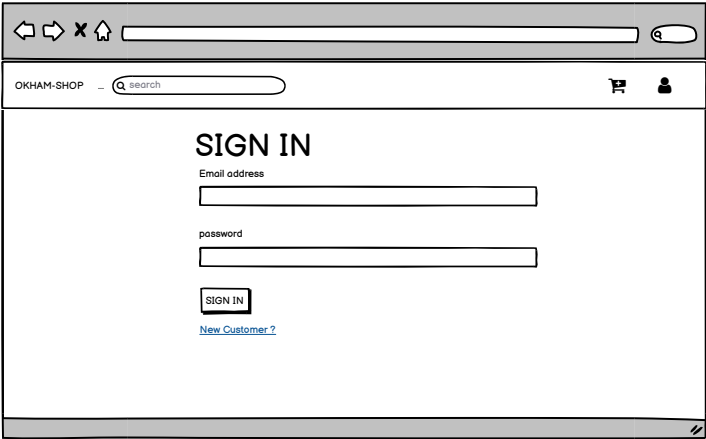 OKHAM-SHOP ... search
SIGN IN
Email address
password
SIGN IN
New Customer ?